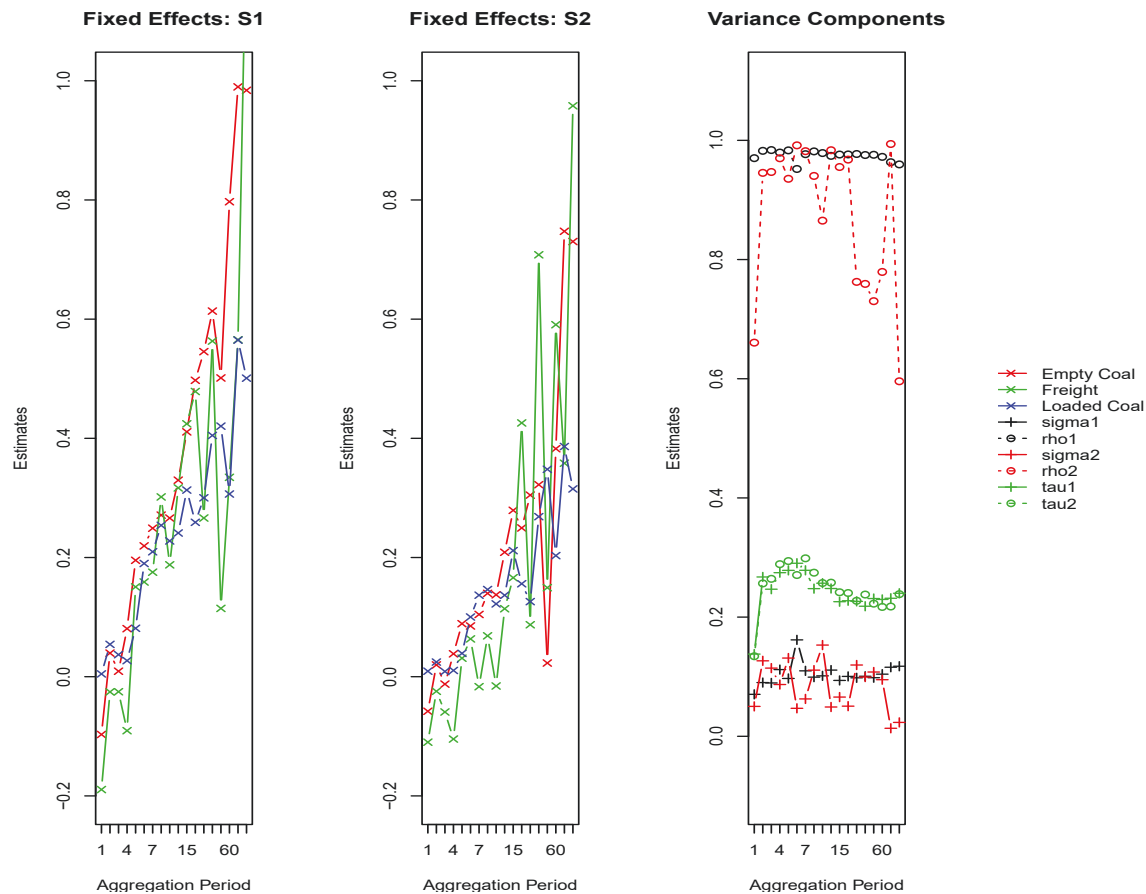 Fixed Effects: S1
Fixed Effects: S2
Variance Components
Estimates
1.0
0.8
0.6
0.4
0.2
0.0
−0.2
1 4 7 15 60
Aggregation Period
Estimates
1.0
0.8
0.6
0.4
0.2
0.0
−0.2
1 4 7 15 60
Aggregation Period
Estimates
1.0
0.8
0.6
0.4
0.2
0.0
1 4 7 15 60
Aggregation Period
Empty Coal
Freight
Loaded Coal
sigma1
rho1
sigma2
rho2
tau1
tau2